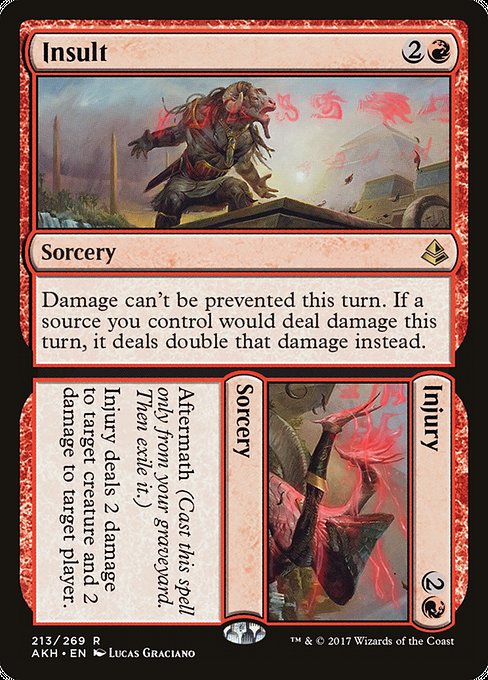 Insult 2
Sorcery
Damage can't be prevented this turn. If a
source you control would deal damage this
turn, it deals double that damage instead.
Injury 2
Sorcery
Aftermath (Cast this spell
only from your graveyard.
Then exile it.)
Injury deals 2 damage
to target creature and 2
damage to target player.
213/269 R
AKH • EN Lucas Graciano
™ & © 2017 Wizards of the Coast